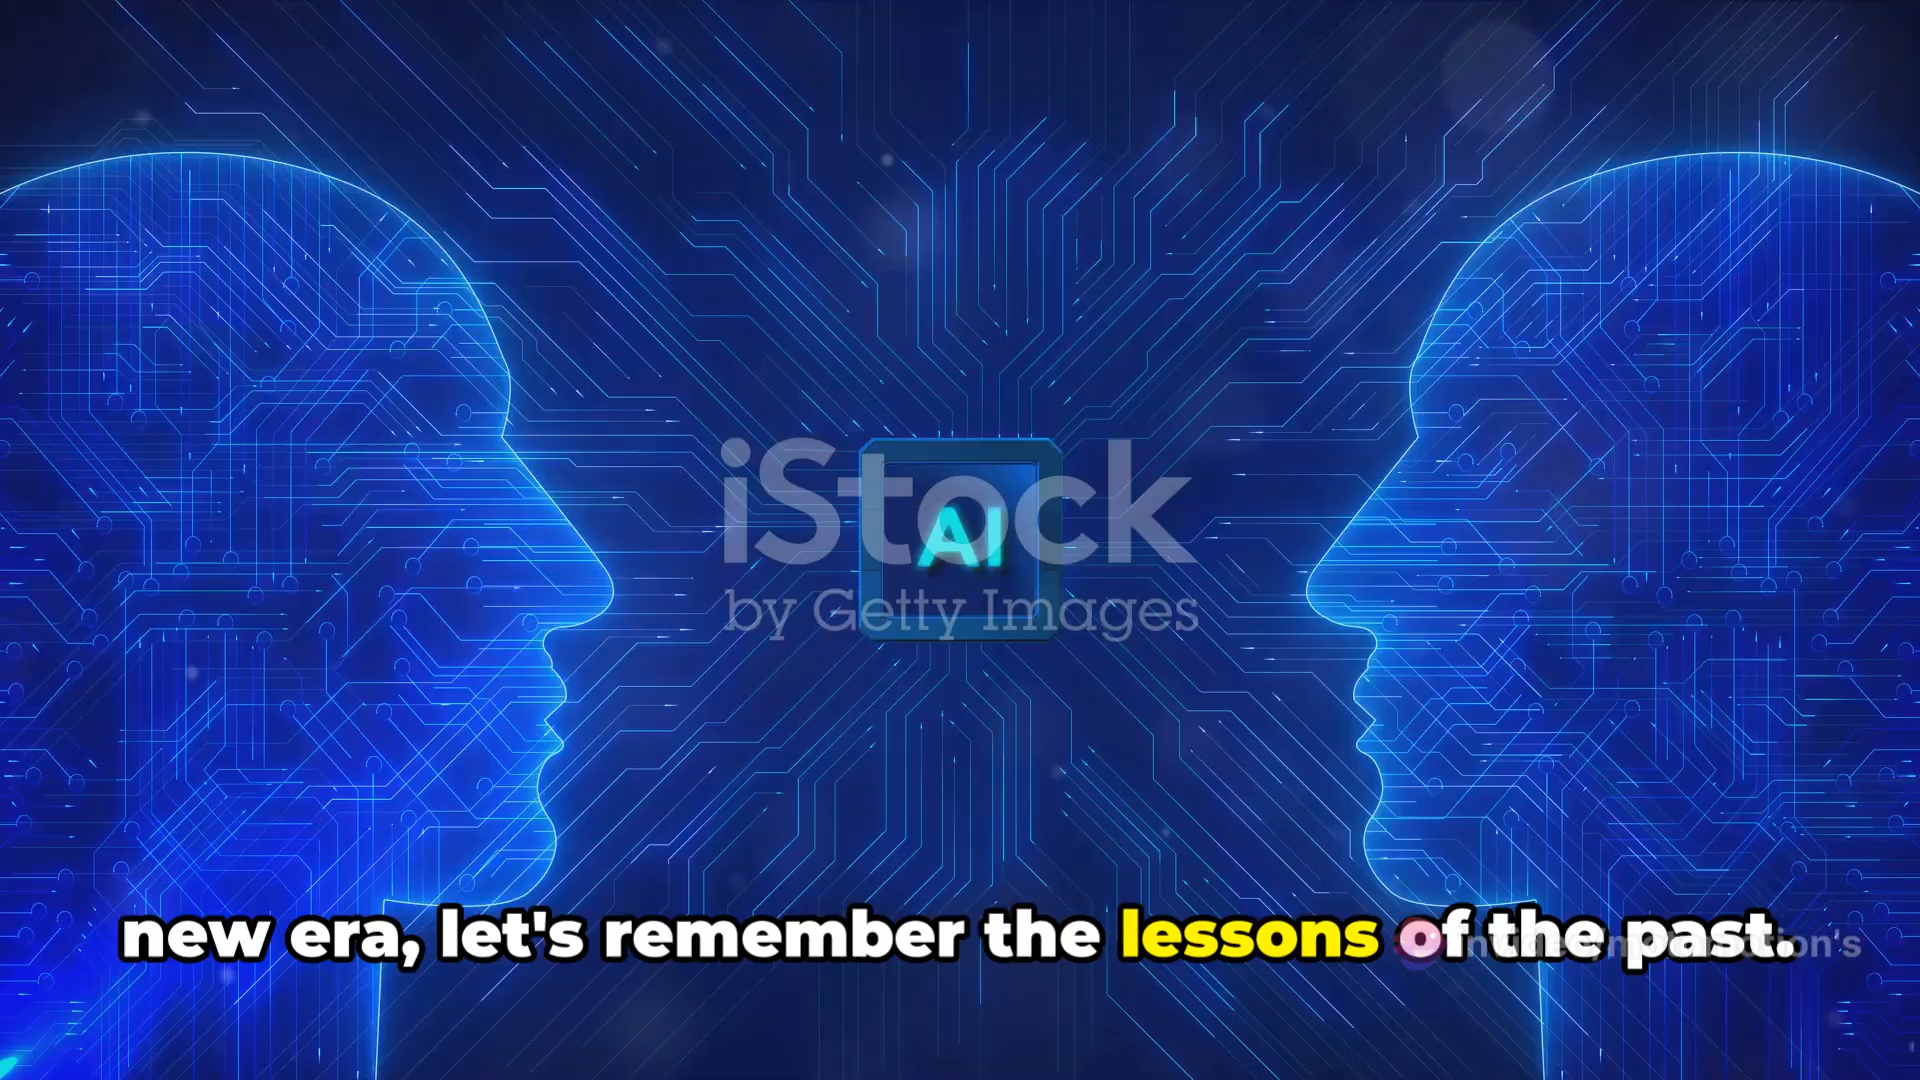 iStock
AI
by Getty Images
new era, let's remember the lessons of the past.